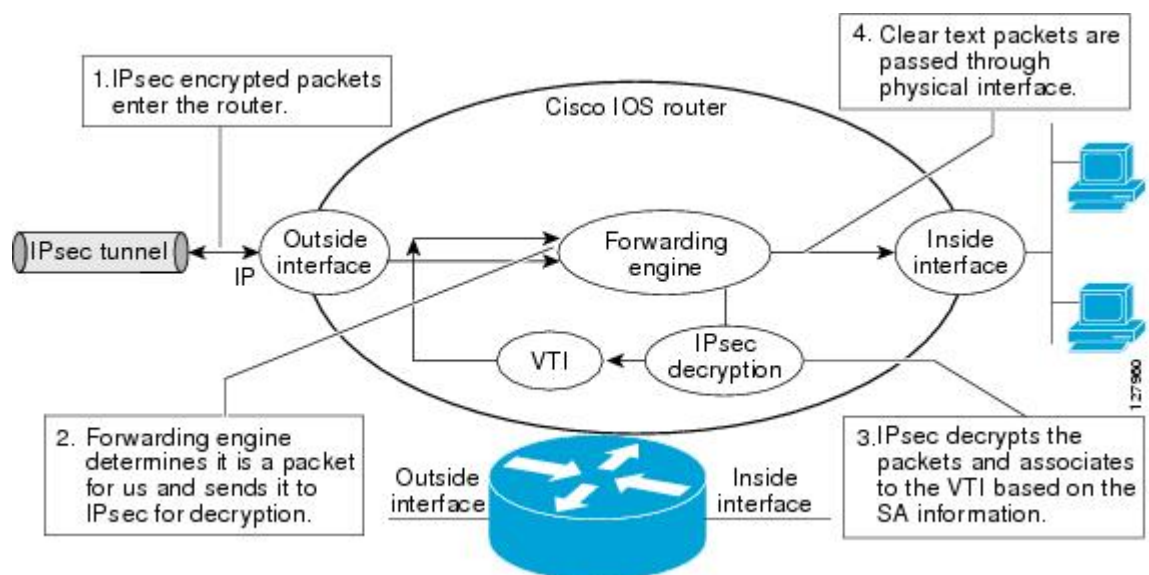 1. IPsec encrypted packets
enter the router.
4. Clear text packets are
passed through
physical interface.
Cisco IOS router
IPsec tunnel
IP
Outside
interface
Forwarding
engine
Inside
interface
VTI
IPsec
decryption
127960
2. Forwarding engine
determines it is a packet
for us and sends it to
IPsec for decryption.
Outside
interface
Inside
interface
3. IPsec decrypts the
packets and associates
to the VTI based on the
SA information.